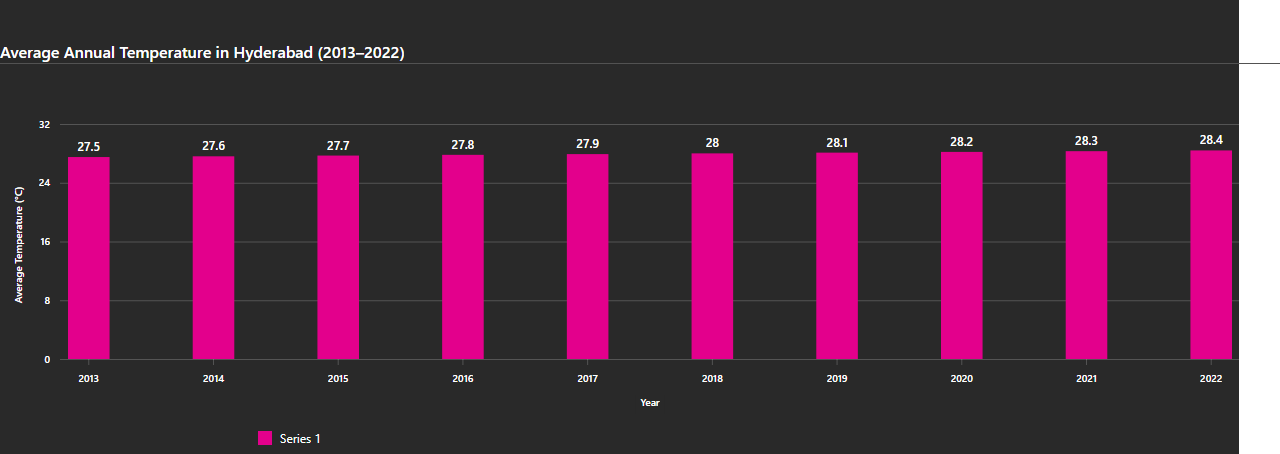 Average Annual Temperature in Hyderabad (2013–2022)
32
24
16
8
0
Average Temperature (°C)
27.5 27.6 27.7 27.8 27.9 28 28.1 28.2 28.3 28.4
2013 2014 2015 2016 2017 2018 2019 2020 2021 2022
Year
Series 1